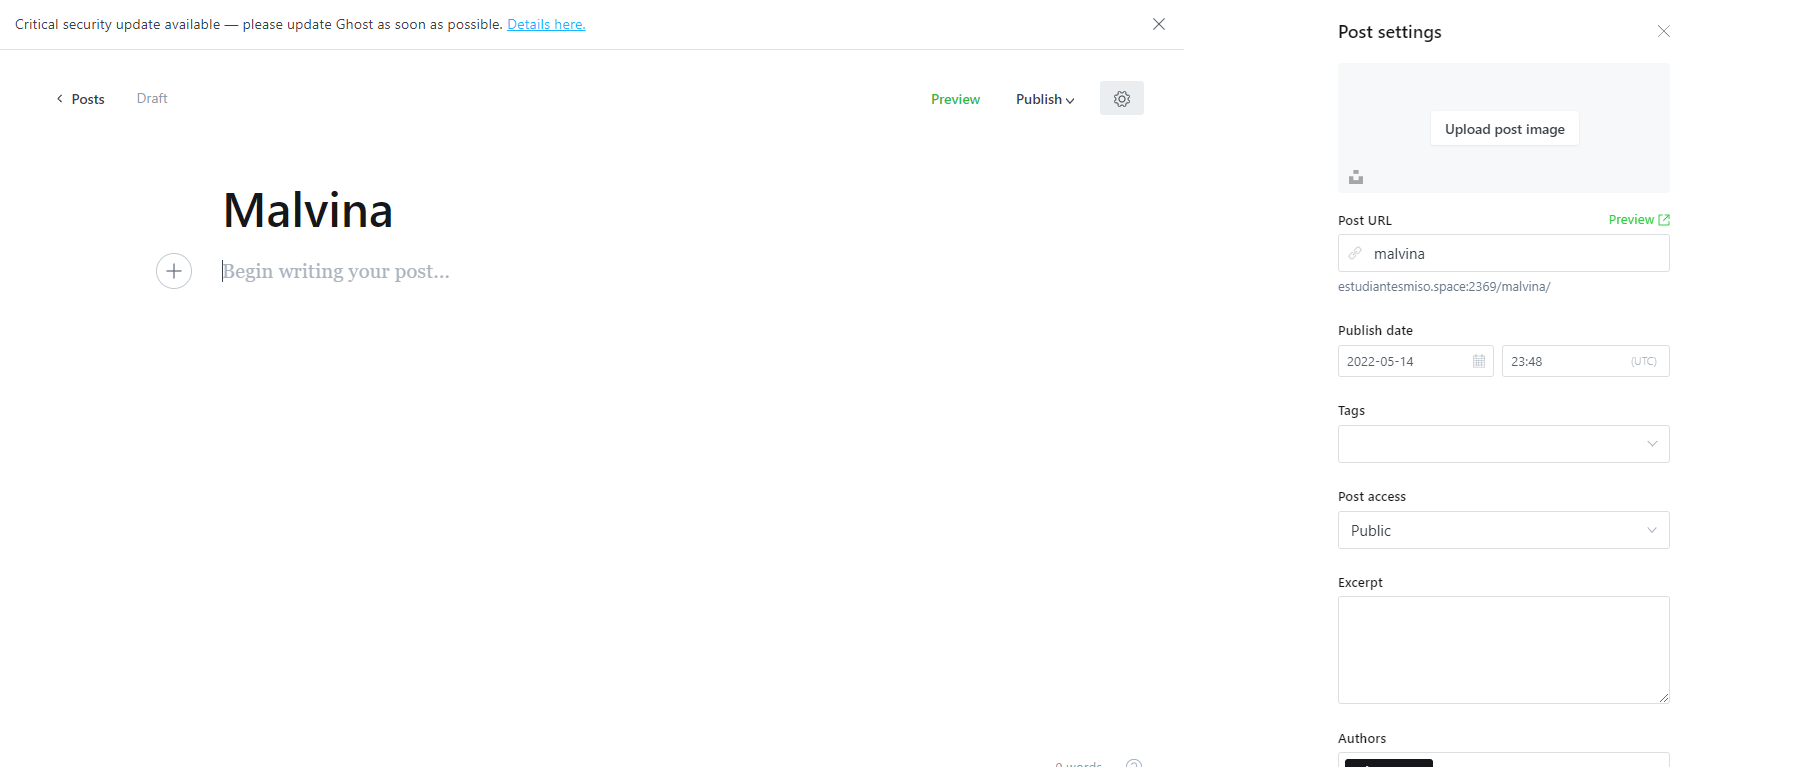 Critical security update available — please update Ghost as soon as possible. Details here.
Posts
Draft
Preview
Publish
Malvina
Begin writing your post...
0 words
Post settings
Upload post image
Post URL
Preview
malvina
estudiantesmiso.space:2369/malvina/
Publish date
2022-05-14
23:48
(UTC)
Tags
Post access
Public
Excerpt
Authors